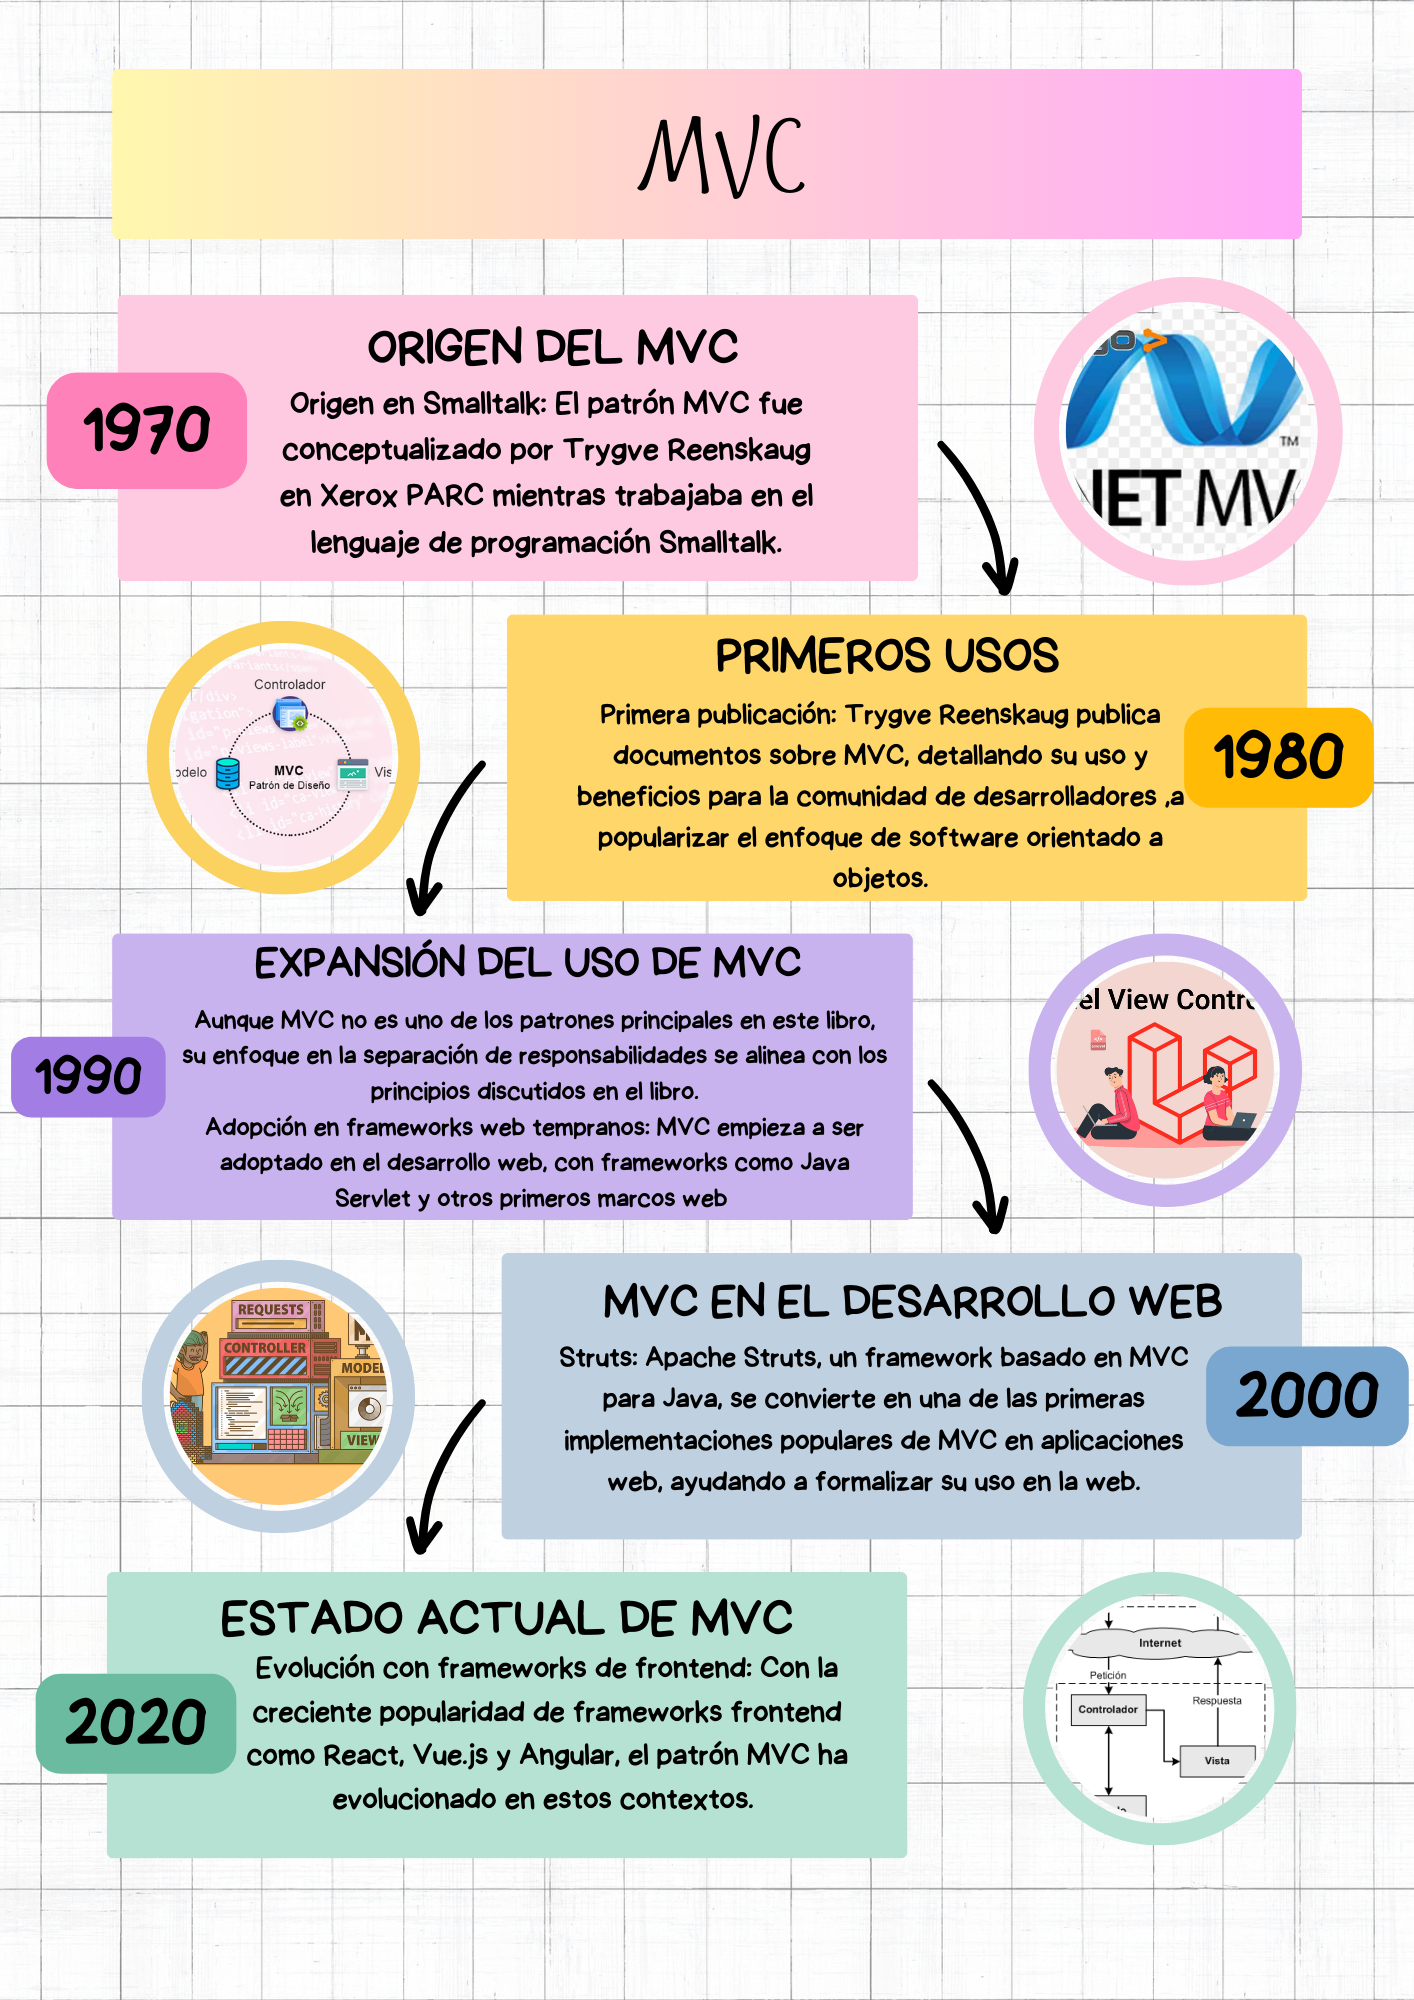 MVC
ORIGEN DEL MVC
1970
Origen en Smalltalk: El patrón MVC fue
conceptualizado por Trygve Reenskaug
en Xerox PARC mientras trabajaba en el
lenguaje de programación Smalltalk.
TM
MV
PRIMEROS USOS
1980
Primera publicación: Trygve Reenskaug publica
documentos sobre MVC, detallando su uso y
beneficios para la comunidad de desarrolladores ,a
popularizar el enfoque de software orientado a
objetos.
Controlador
odelo
MVC
Vis
Patrón de Diseño
EXPANSIÓN DEL USO DE MVC
1990
Aunque MVC no es uno de los patrones principales en este libro,
su enfoque en la separación de responsabilidades se alinea con los
principios discutidos en el libro.
Adopción en frameworks web tempranos: MVC empieza a ser
adoptado en el desarrollo web, con frameworks como Java
Servlet y otros primeros marcos web
el View Contro
MVC EN EL DESARROLLO WEB
2000
Struts: Apache Struts, un framework basado en MVC
para Java, se convierte en una de las primeras
implementaciones populares de MVC en aplicaciones
web, ayudando a formalizar su uso en la web.
REQUESTS
CONTROLLER
MODEL
VIEW
ESTADO ACTUAL DE MVC
2020
Evolución con frameworks de frontend: Con la
creciente popularidad de frameworks frontend
como React, Vue.js y Angular, el patrón MVC ha
evolucionado en estos contextos.
Internet
Petición
Respuesta
Controlador
Vista